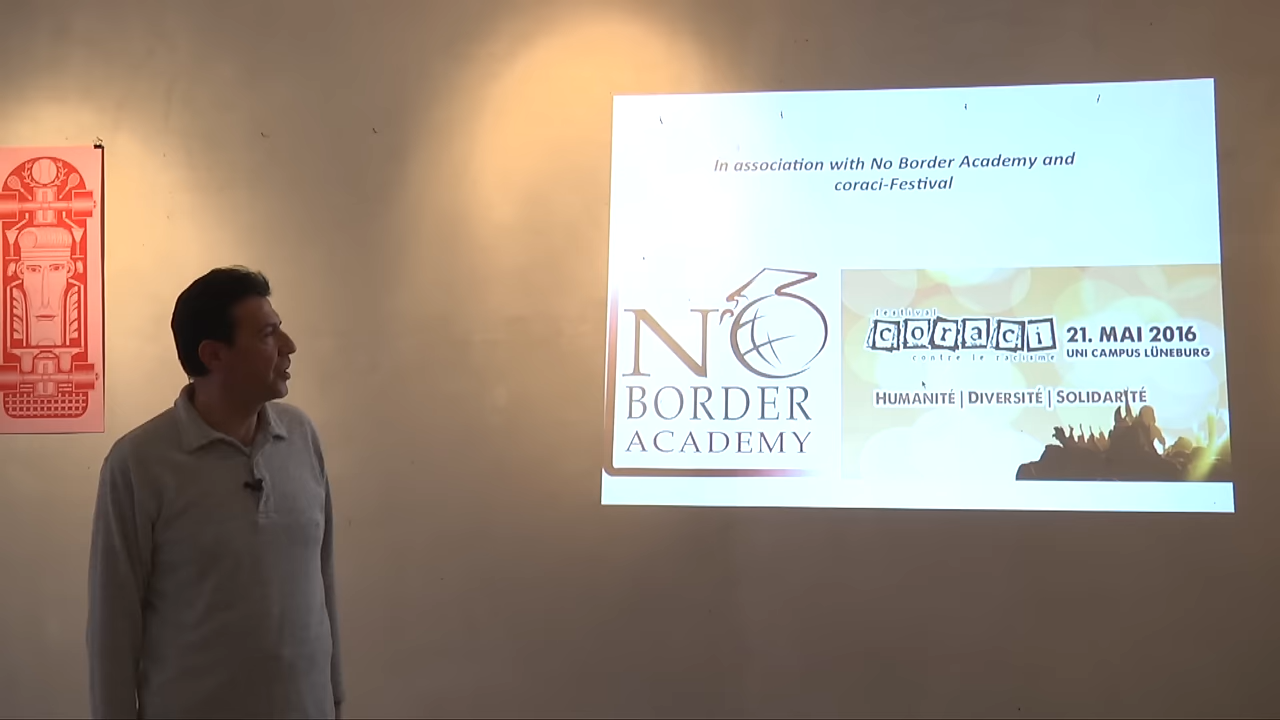 In association with No Border Academy and
coraci-Festival
NO
BORDER
ACADEMY
festival
coraci
contre le racisme
21. MAI 2016
UNI CAMPUS LÜNEBURG
HUMANITÉ | DIVERSITÉ | SOLIDARITÉ